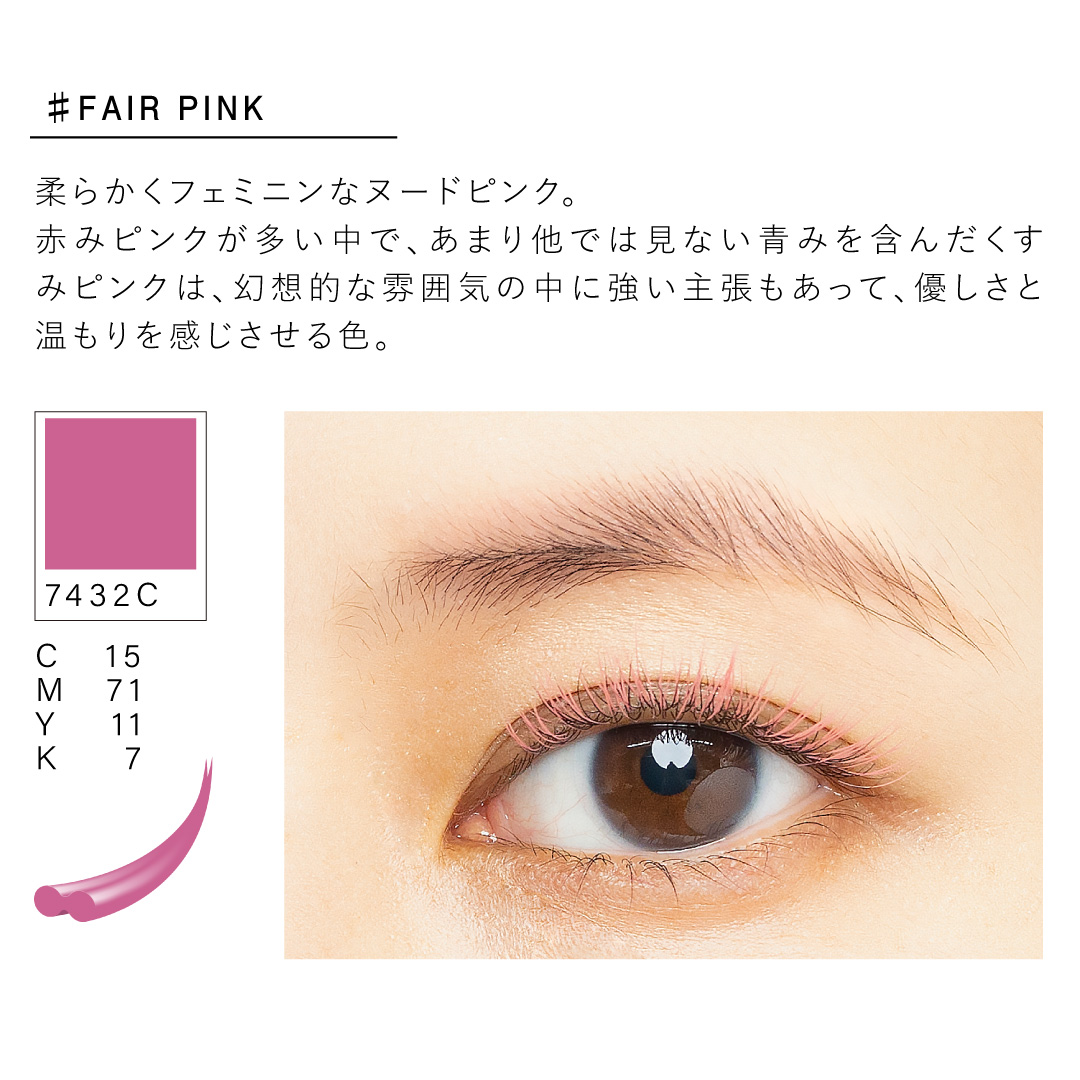 ♯FAIR PINK
柔らかくフェミニンなヌードピンク。
赤みピンクが多い中で、あまり他では見ない青みを含んだくす
みピンクは、幻想的な雰囲気の中に強い主張もあって、優しさと
温もりを感じさせる色。
7432C
C 15
M 71
Y 11
K 7